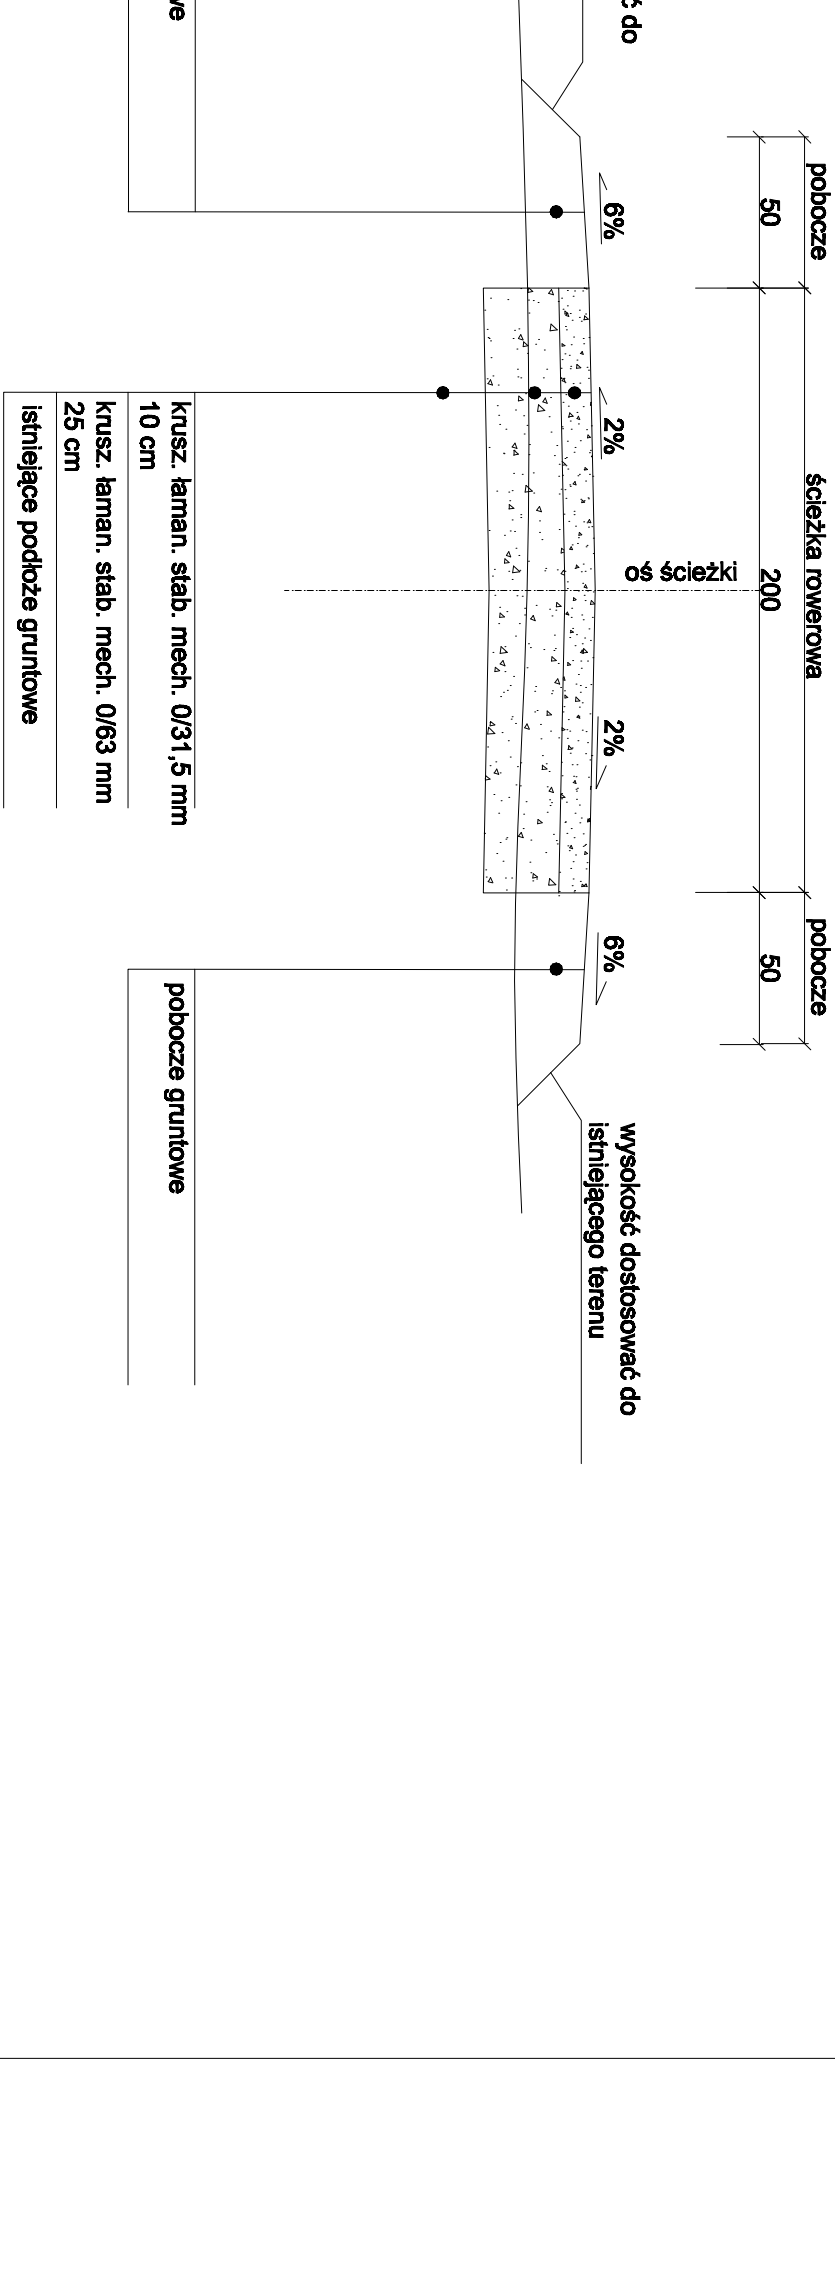 pobocze
ścieżka rowerowa
pobocze
50
200
50
oś ścieżki
ć do
6%
2%
2%
6%
wysokość dostosować do
istniejącego terenu
we
krusz. łaman. stab. mech. 0/31,5 mm
10 cm
krusz. łaman. stab. mech. 0/63 mm
25 cm
istniejące podłoże gruntowe
pobocze gruntowe